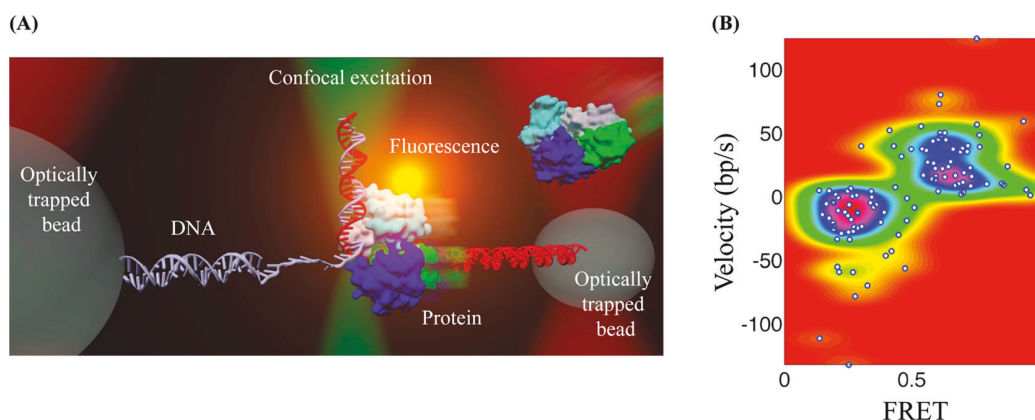 (A)
Confocal excitation
Fluorescence
Optically
trapped
bead
DNA
Protein
Optically
trapped
bead
(B)
Velocity (bp/s)
100
50
0
-50
-100
0
0.5
FRET